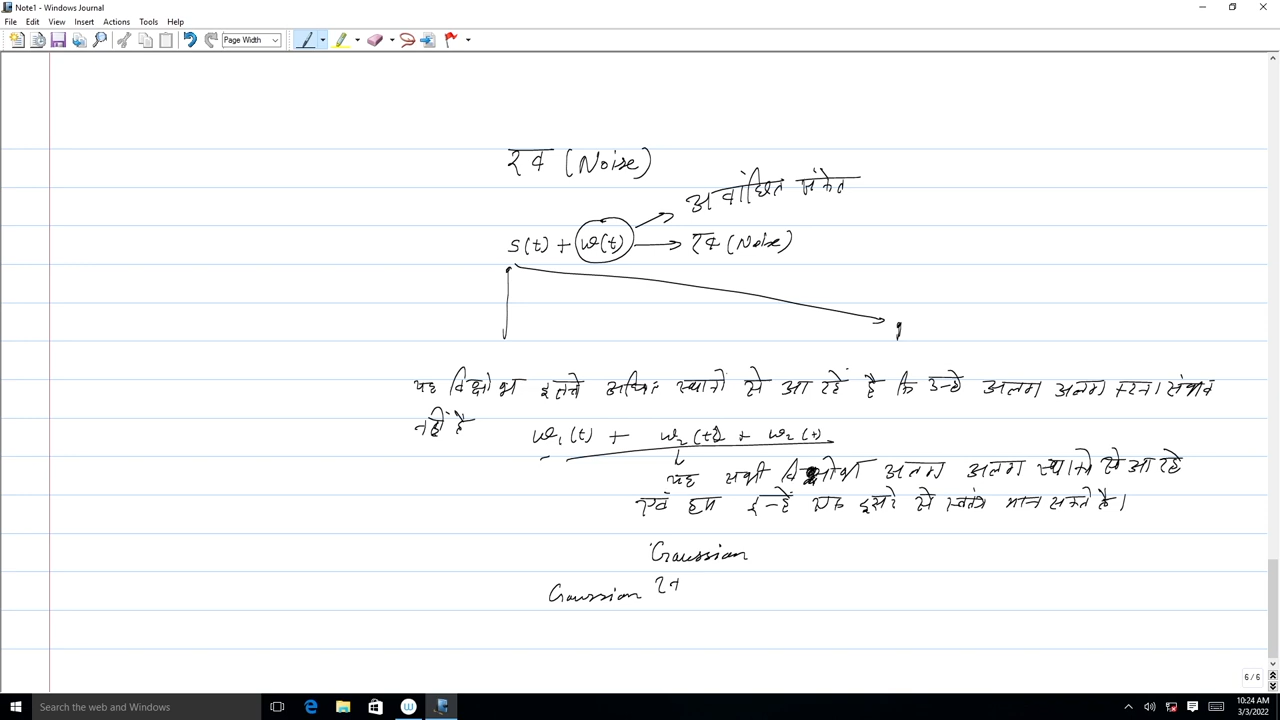 Note1 - Windows Journal
File Edit View Insert Actions Tools Help
Page Width
रव (Noise)
अवांछित संकेत
s(t) + w(t) रव (Noise)
यह विक्षोभ इतने अधिक स्थानों से आ रहे है कि उन्हे अलग अलग करना संभव
नहीं है
w₁(t) + w₂(t) + w₂(t)
यह सभी विक्षोभ अलग अलग स्थानो से आ रहे
एवं हम इन्हें एक दूसरे से स्वतंत्र मान सकते है।
Gaussian
Gaussian
6 / 6
Search the web and Windows
10:24 AM
3/3/2022